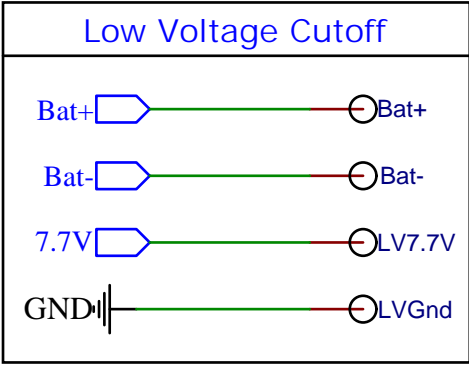 Low Voltage Cutoff
Bat+ Bat+
Bat- Bat-
7.7V LV7.7V
GND LVGnd